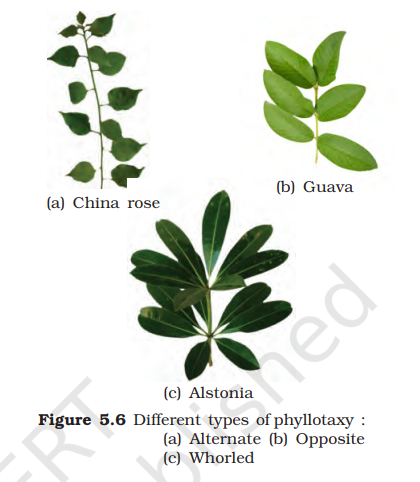 (a) China rose
(b) Guava
(c) Alstonia
Figure 5.6 Different types of phyllotaxy :
(a) Alternate (b) Opposite
(c) Whorled